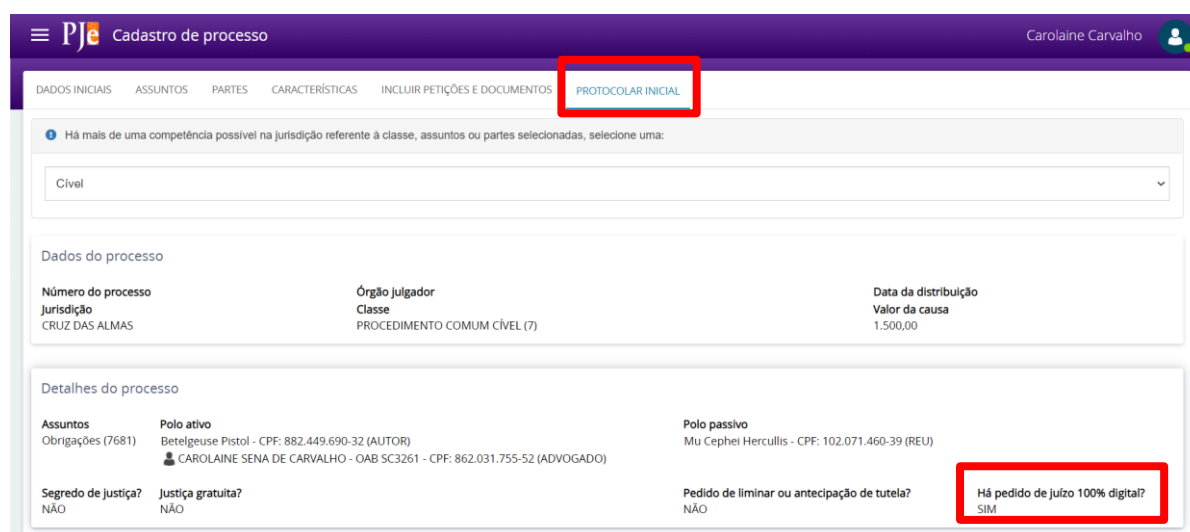 PJe Cadastro de processo Carolaine Carvalho
DADOS INICIAIS ASSUNTOS PARTES CARACTERÍSTICAS INCLUIR PETIÇÕES E DOCUMENTOS PROTOCOLAR INICIAL
Há mais de uma competência possível na jurisdição referente à classe, assuntos ou partes selecionadas, selecione uma:
Cível
Dados do processo
Número do processo Órgão julgador Data da distribuição
Jurisdição Classe Valor da causa
CRUZ DAS ALMAS PROCEDIMENTO COMUM CÍVEL (7) 1.500,00
Detalhes do processo
Assuntos Polo ativo Polo passivo
Obrigações (7681) Betelgeuse Pistol - CPF: 882.449.690-32 (AUTOR) Mu Cephei Hercullis - CPF: 102.071.460-39 (REU)
CAROLAINE SENA DE CARVALHO - OAB SC3261 - CPF: 862.031.755-52 (ADVOGADO)
Segredo de justiça? Justiça gratuita? Pedido de liminar ou antecipação de tutela? Há pedido de juízo 100% digital?
NÃO NÃO NÃO SIM